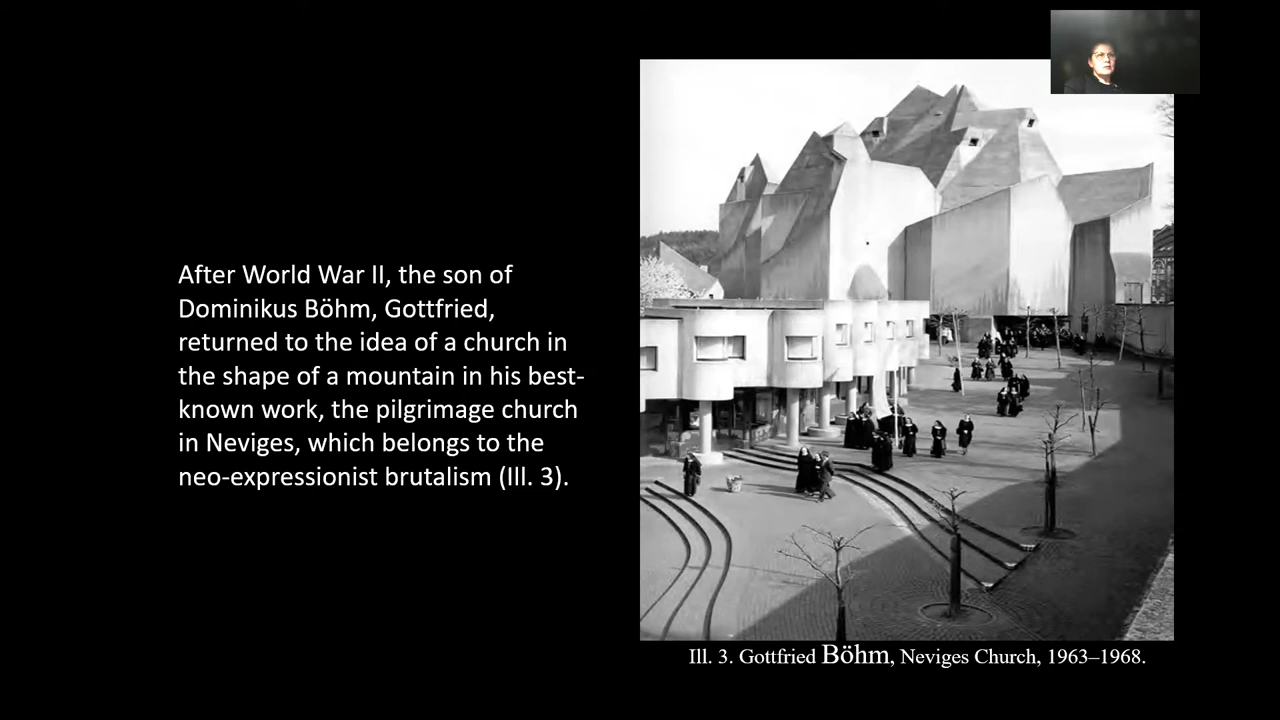 After World War II, the son of
Dominikus Böhm, Gottfried,
returned to the idea of a church in
the shape of a mountain in his best-
known work, the pilgrimage church
in Neviges, which belongs to the
neo-expressionist brutalism (Ill. 3).
Ill. 3. Gottfried Böhm, Neviges Church, 1963–1968.